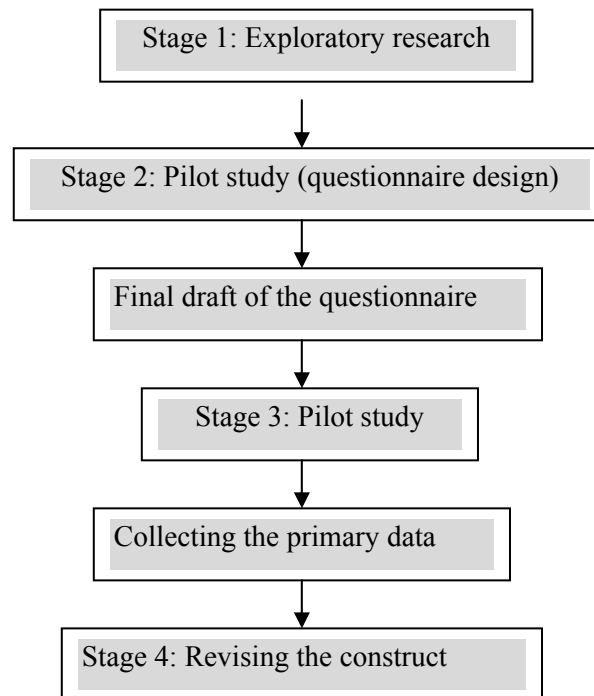 Stage 1: Exploratory research
Stage 2: Pilot study (questionnaire design)
Final draft of the questionnaire
Stage 3: Pilot study
Collecting the primary data
Stage 4: Revising the construct